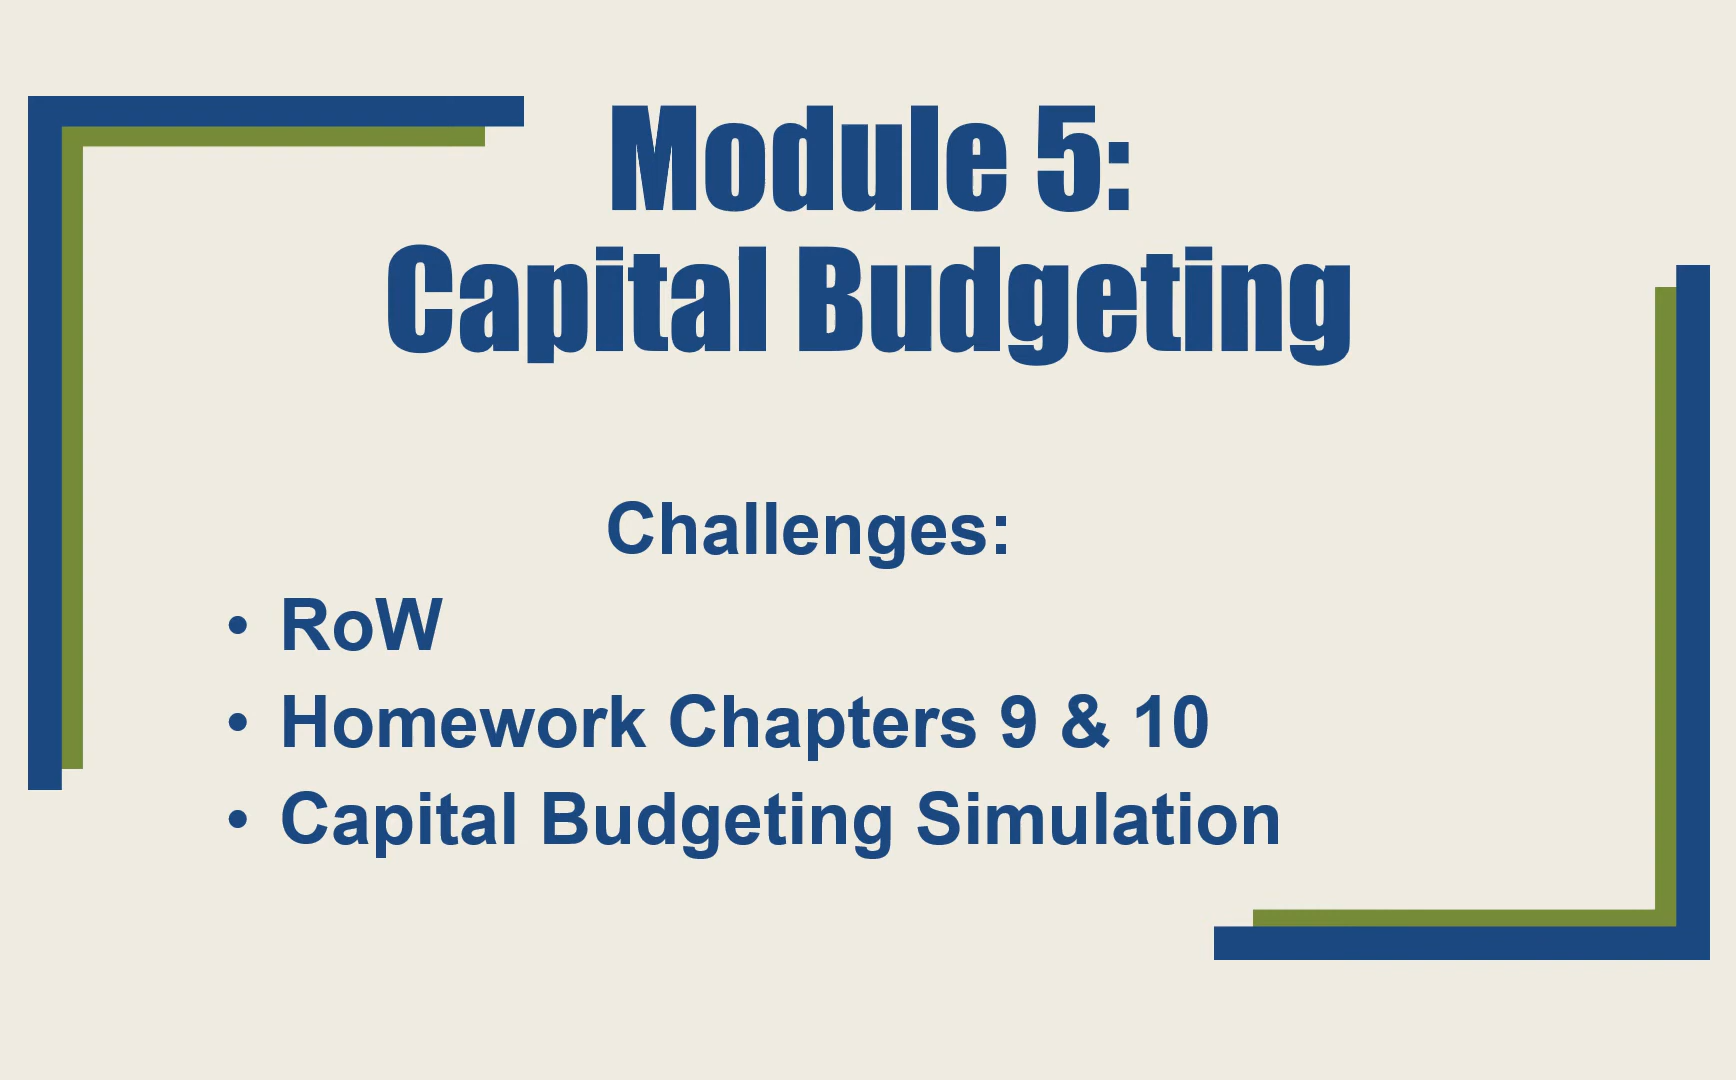 Module 5:
Capital Budgeting
Challenges:
• RoW
• Homework Chapters 9 & 10
• Capital Budgeting Simulation